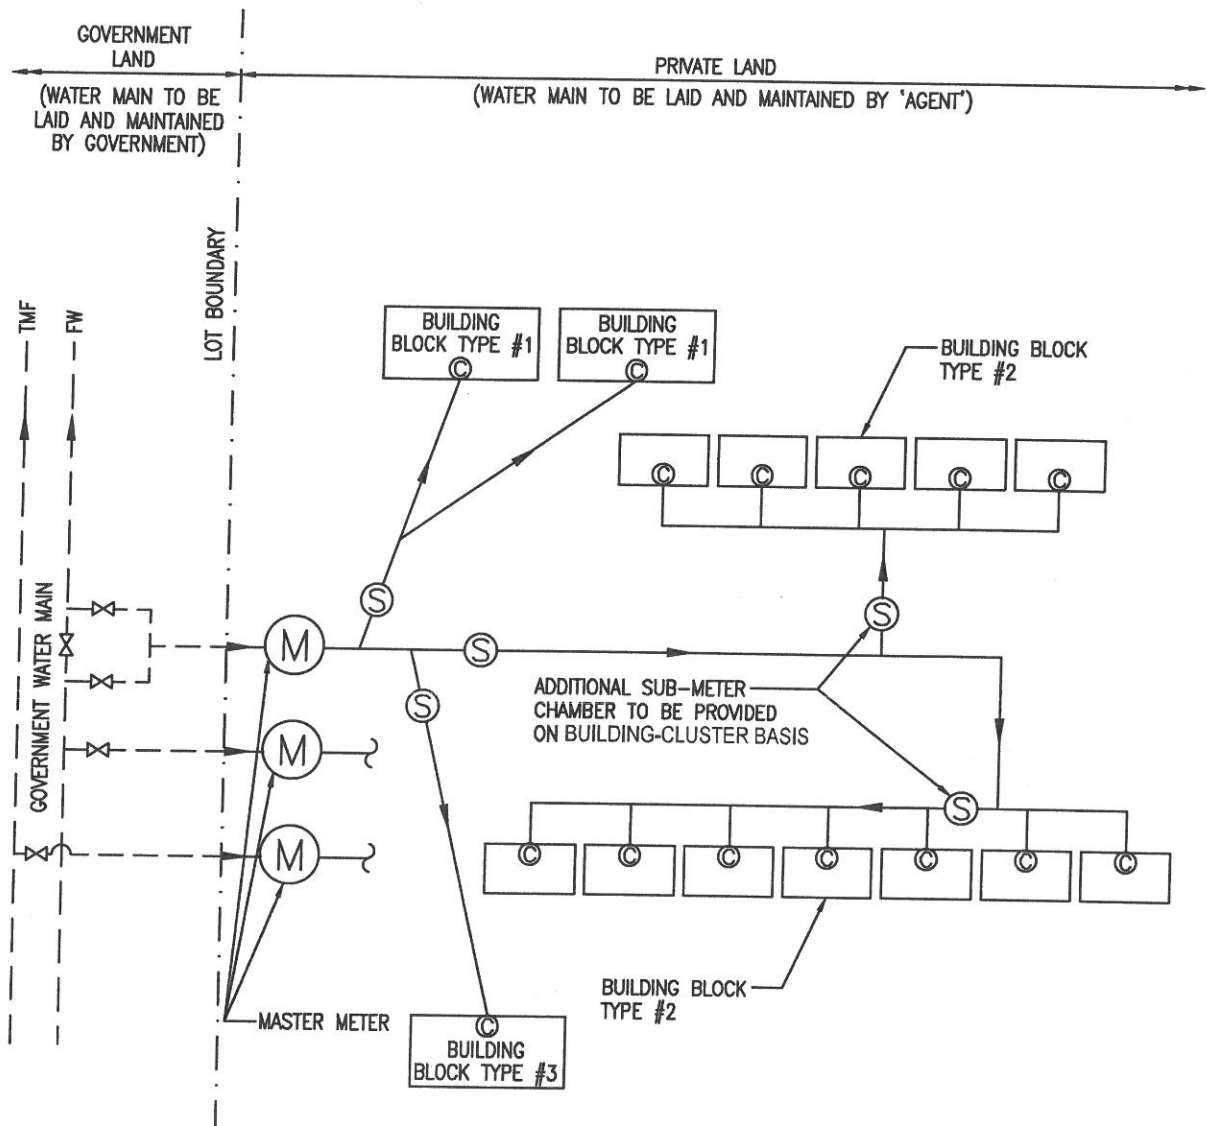 GOVERNMENT
LAND
(WATER MAIN TO BE
LAID AND MAINTAINED
BY GOVERNMENT)
PRIVATE LAND
(WATER MAIN TO BE LAID AND MAINTAINED BY 'AGENT')
LOT BOUNDARY
TMF
FW
GOVERNMENT WATER MAIN
BUILDING
BLOCK TYPE #1
C
BUILDING
BLOCK TYPE #1
C
BUILDING BLOCK
TYPE #2
C C C C C
S
S
M
S
S
ADDITIONAL SUB-METER
CHAMBER TO BE PROVIDED
ON BUILDING-CLUSTER BASIS
M
S
M
C C C C C C C
BUILDING BLOCK
TYPE #2
MASTER METER
C
BUILDING
BLOCK TYPE #3